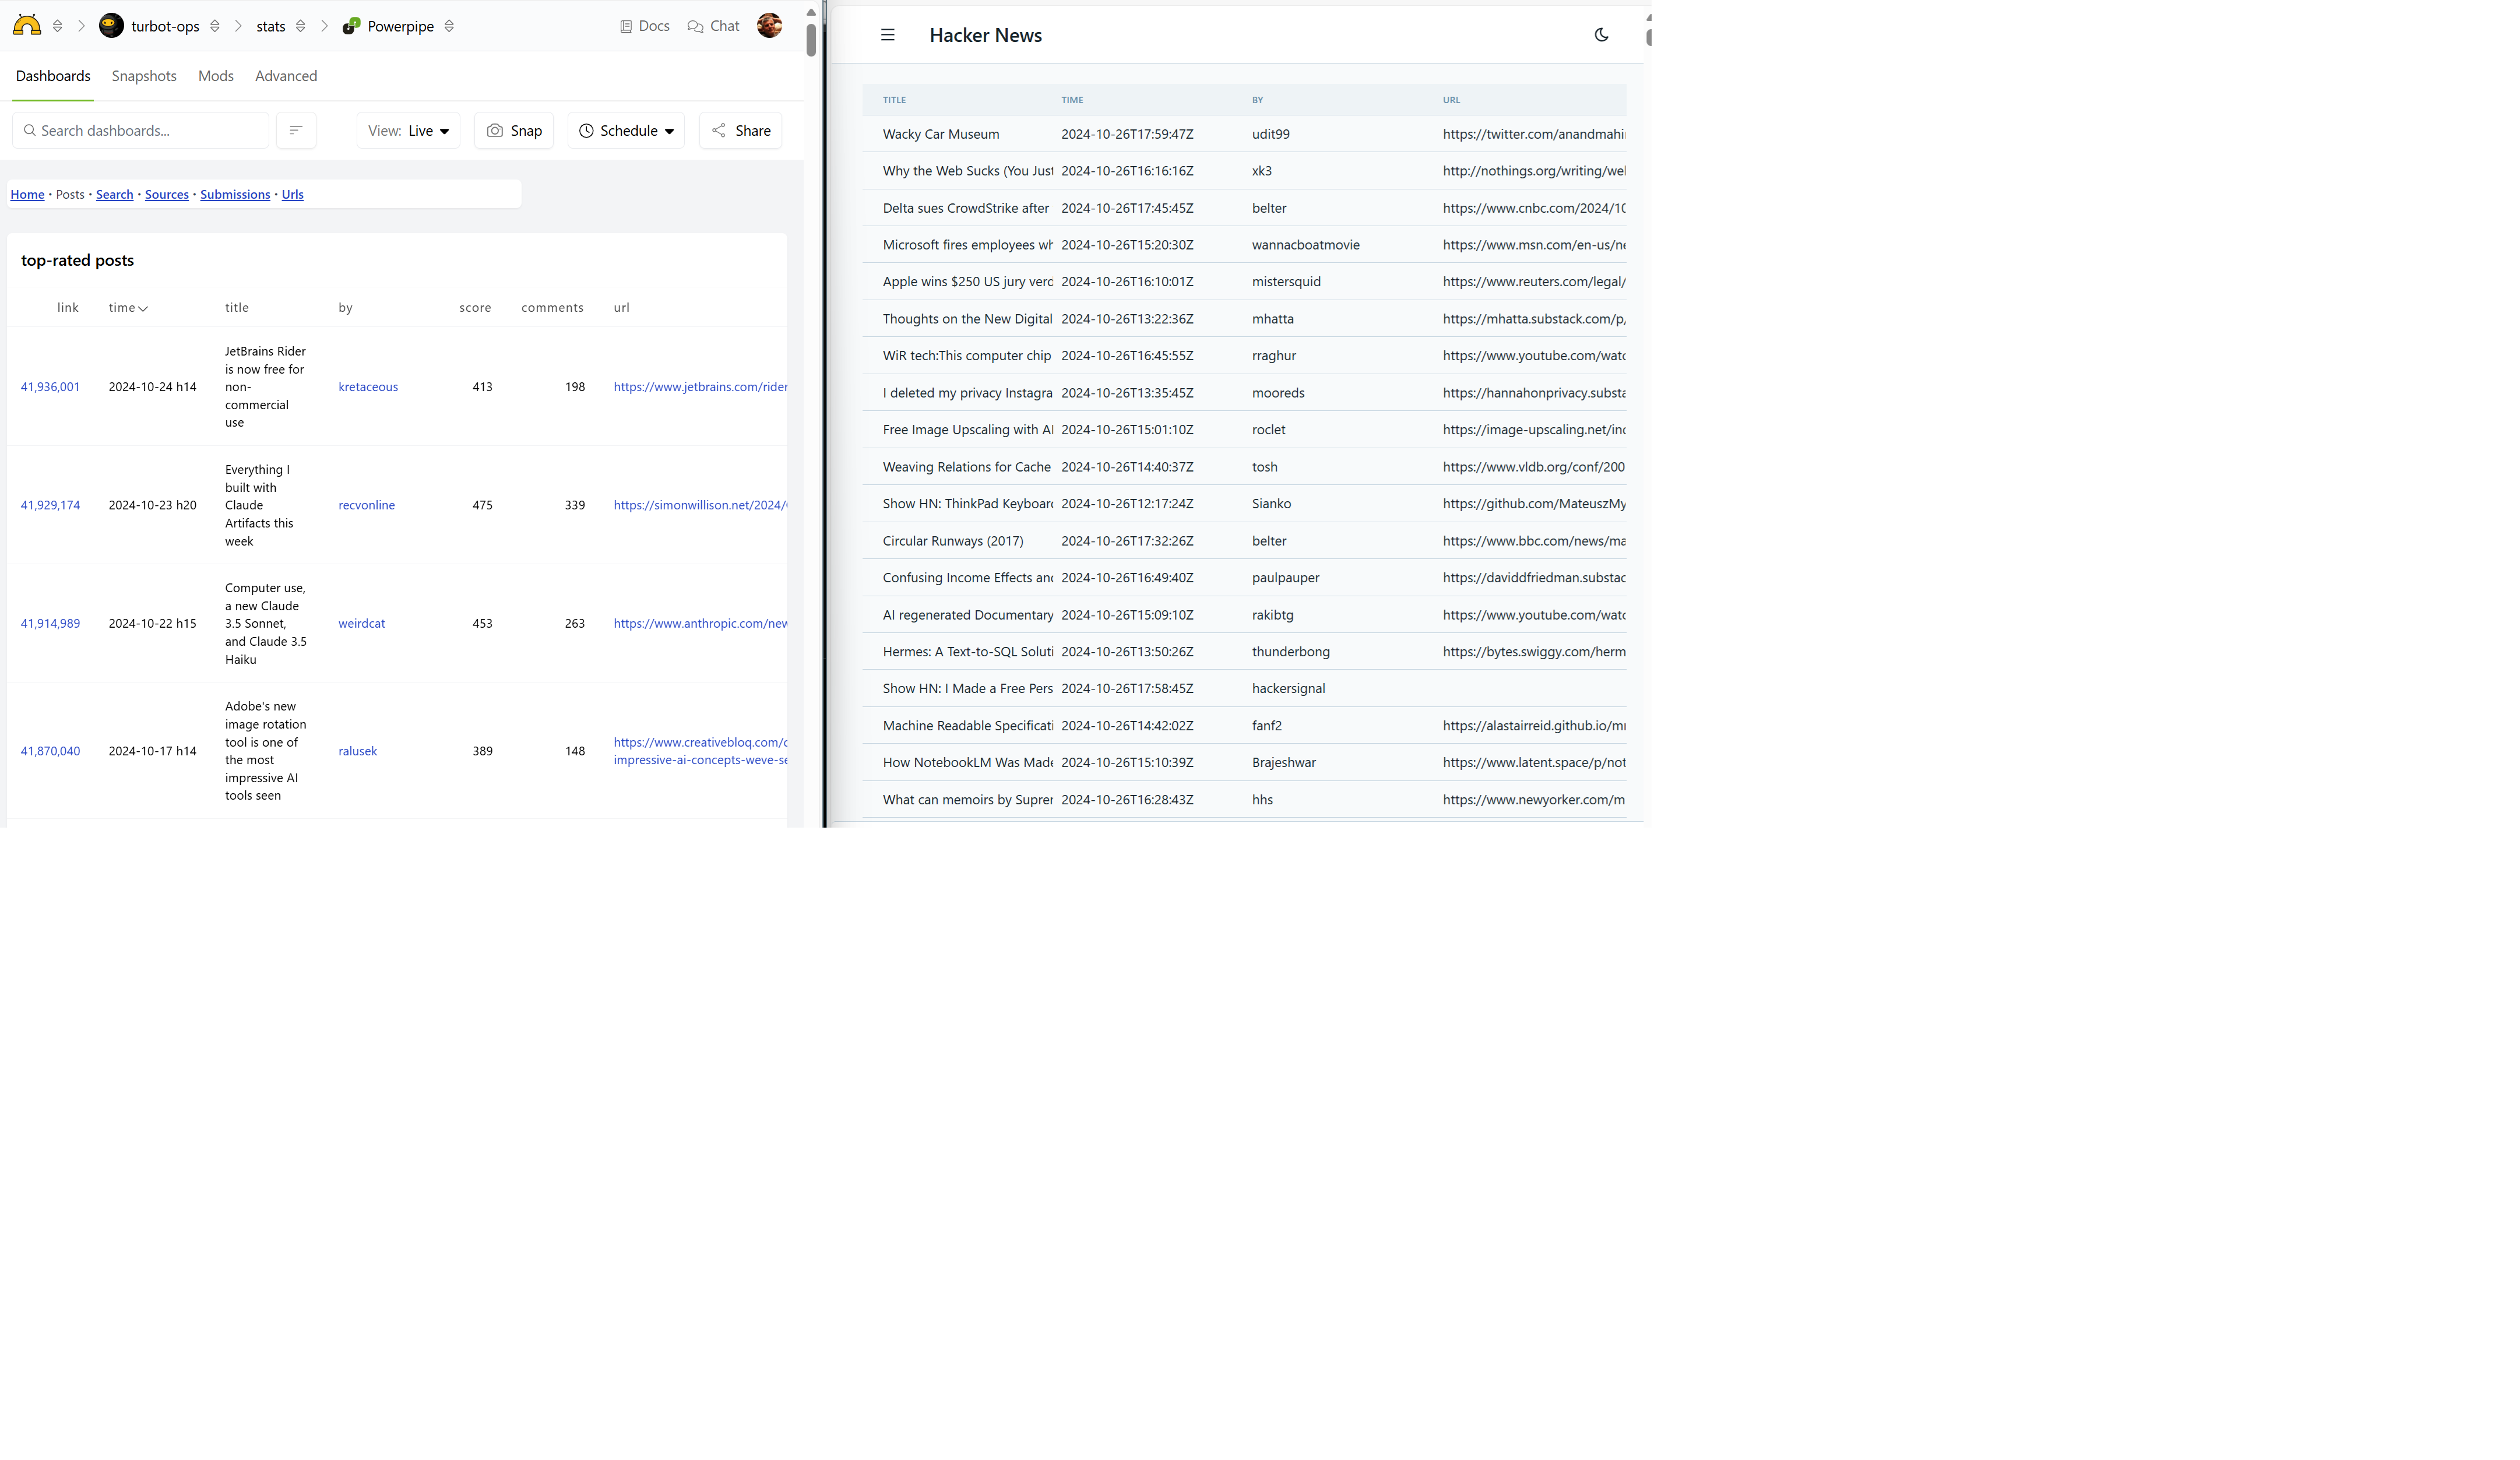 turbot-ops stats Powerpipe Docs Chat
Dashboards Snapshots Mods Advanced
Search dashboards... View: Live Snap Schedule Share
Home • Posts • Search • Sources • Submissions • Urls
top-rated posts
link time title by score comments url
41,936,001 2024-10-24 h14 JetBrains Rider
is now free for
non-
commercial
use kretaceous 413 198 https://www.jetbrains.com/rider
41,929,174 2024-10-23 h20 Everything I
built with
Claude
Artifacts this
week recvonline 475 339 https://simonwillison.net/2024/
41,914,989 2024-10-22 h15 Computer use,
a new Claude
3.5 Sonnet,
and Claude 3.5
Haiku weirdcat 453 263 https://www.anthropic.com/new
41,870,040 2024-10-17 h14 Adobe's new
image rotation
tool is one of
the most
impressive AI
tools seen ralusek 389 148 https://www.creativebloq.com/
impressive-ai-concepts-weve-se
Hacker News
TITLE TIME BY URL
Wacky Car Museum 2024-10-26T17:59:47Z udit99 https://twitter.com/anandmahi
Why the Web Sucks (You Just 2024-10-26T16:16:16Z xk3 http://nothings.org/writing/we
Delta sues CrowdStrike after 2024-10-26T17:45:45Z belter https://www.cnbc.com/2024/10
Microsoft fires employees wh 2024-10-26T15:20:30Z wannacboatmovie https://www.msn.com/en-us/ne
Apple wins $250 US jury verd 2024-10-26T16:10:01Z mistersquid https://www.reuters.com/legal/
Thoughts on the New Digital 2024-10-26T13:22:36Z mhatta https://mhatta.substack.com/p/
WiR tech:This computer chip 2024-10-26T16:45:55Z rraghur https://www.youtube.com/watc
I deleted my privacy Instagra 2024-10-26T13:35:45Z mooreds https://hannahonprivacy.substa
Free Image Upscaling with AI 2024-10-26T15:01:10Z roclet https://image-upscaling.net/inc
Weaving Relations for Cache 2024-10-26T14:40:37Z tosh https://www.vldb.org/conf/200
Show HN: ThinkPad Keyboard 2024-10-26T12:17:24Z Sianko https://github.com/MateuszMy
Circular Runways (2017) 2024-10-26T17:32:26Z belter https://www.bbc.com/news/ma
Confusing Income Effects and 2024-10-26T16:49:40Z paulpauper https://daviddfriedman.substac
AI regenerated Documentary 2024-10-26T15:09:10Z rakibtg https://www.youtube.com/watc
Hermes: A Text-to-SQL Soluti 2024-10-26T13:50:26Z thunderbong https://bytes.swiggy.com/herm
Show HN: I Made a Free Pers 2024-10-26T17:58:45Z hackersignal
Machine Readable Specificati 2024-10-26T14:42:02Z fanf2 https://alastairreid.github.io/mr
How NotebookLM Was Made 2024-10-26T15:10:39Z Brajeshwar https://www.latent.space/p/not
What can memoirs by Suprer 2024-10-26T16:28:43Z hhs https://www.newyorker.com/m